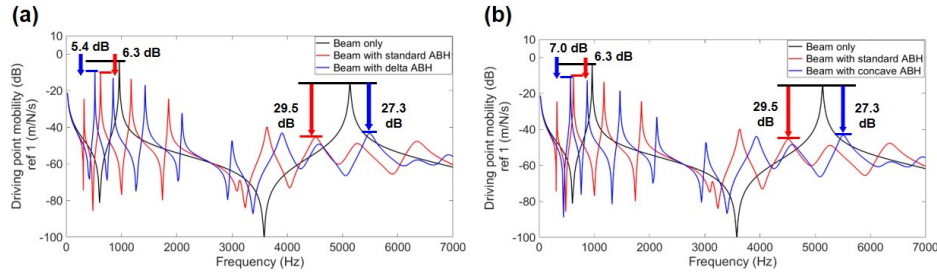 (a)
5.4 dB
6.3 dB
Beam only
Beam with standard ABH
Beam with delta ABH
29.5
dB
27.3
dB
20
10
0
-20
-40
-60
-80
-100
Driving point mobility
ref 1 (m/N/s)
(dB)
0 1000 2000 3000 4000 5000 6000 7000
Frequency (Hz)
(b)
7.0 dB
6.3 dB
Beam only
Beam with standard ABH
Beam with concave ABH
29.5
dB
27.3
dB
20
10
0
-20
-40
-60
-80
-100
Driving point mobility (dB)
ref 1 (m/N/s)
0 1000 2000 3000 4000 5000 6000 7000
Frequency (Hz)